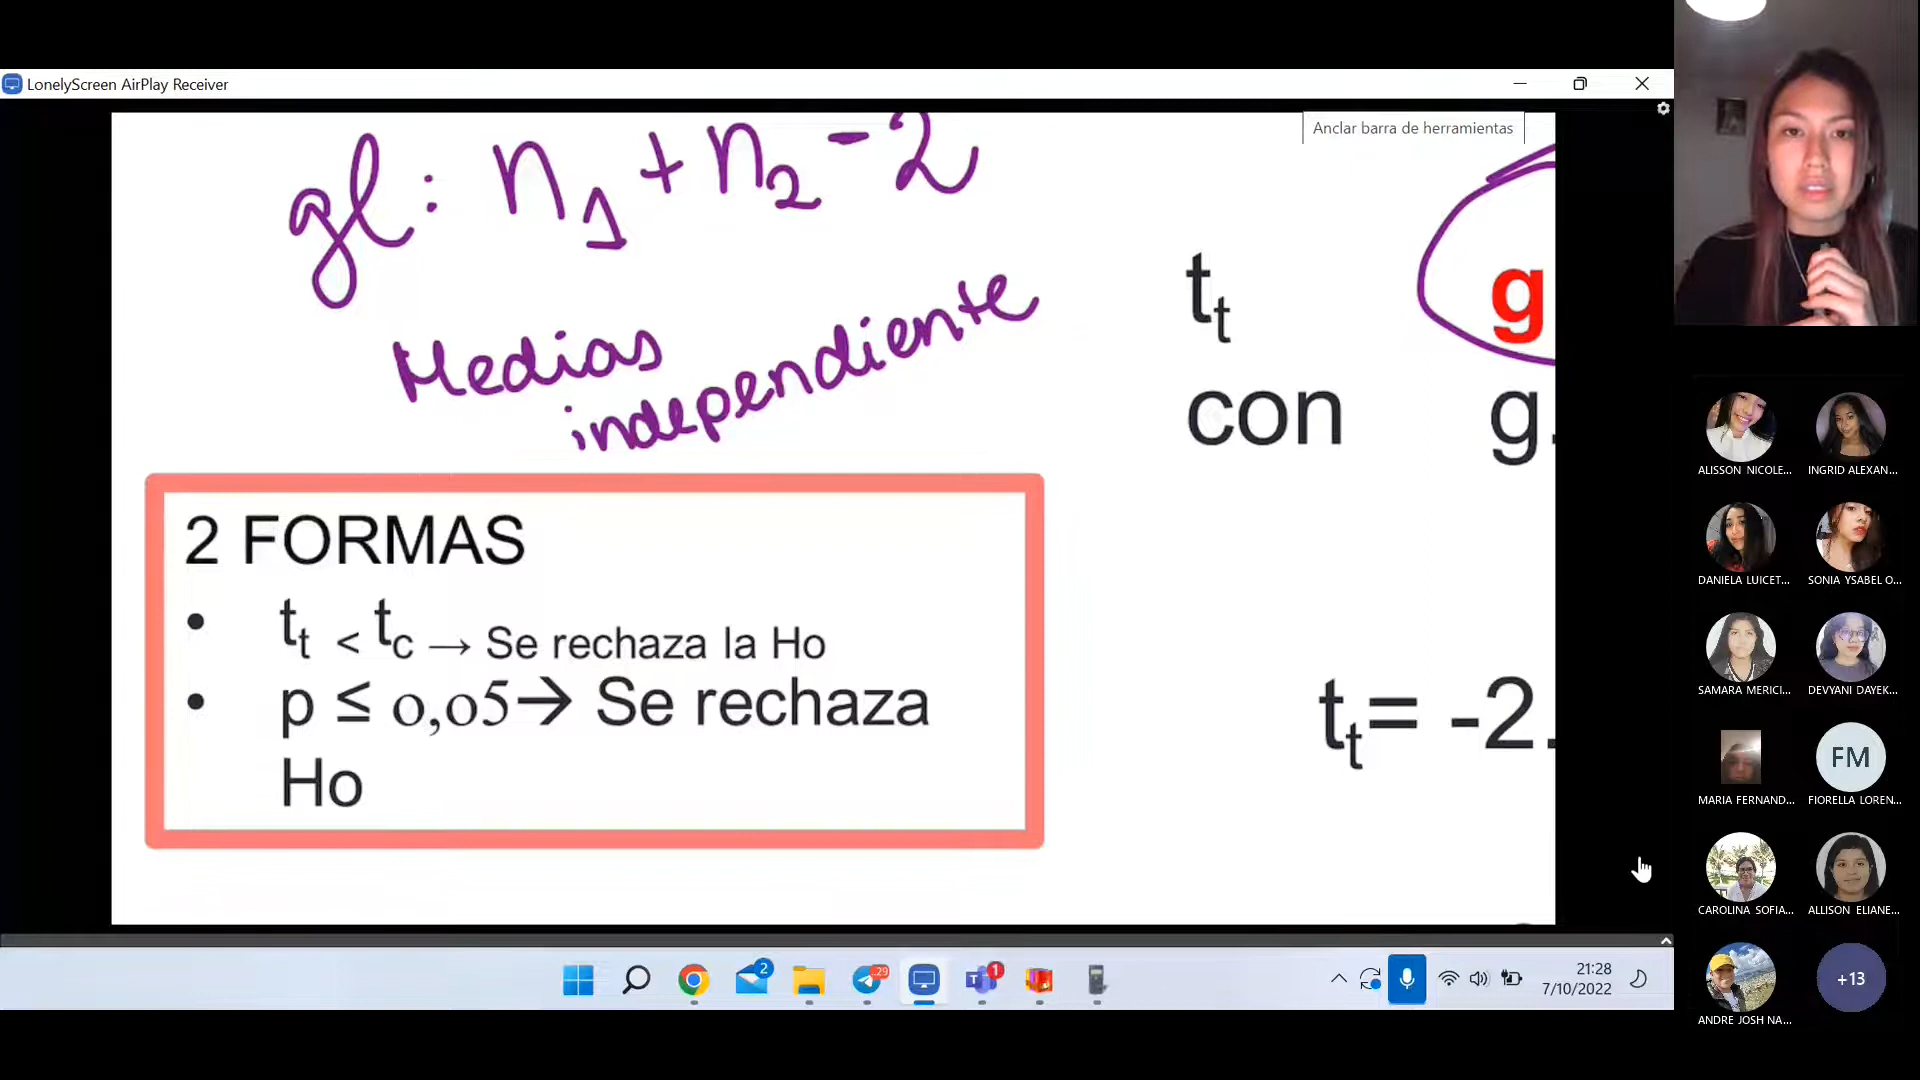 LonelyScreen AirPlay Receiver
Anclar barra de herramientas
gl: n1 + n2 - 2
Medias
independiente
2 FORMAS
• tt < tc → Se rechaza la Ho
• p ≤ 0,05→ Se rechaza
Ho
tt g
con g.
tt= -2.
ALISSON NICOLE...
INGRID ALEXAN...
DANIELA LUICET...
SONIA YSABEL O...
SAMARA MERICI...
DEVYANI DAYEK...
MARIA FERNAND...
FM
FIORELLA LOREN...
CAROLINA SOFIA...
ALLISON ELIANE...
ANDRE JOSH NA...
+13
2
29
1
21:28
7/10/2022